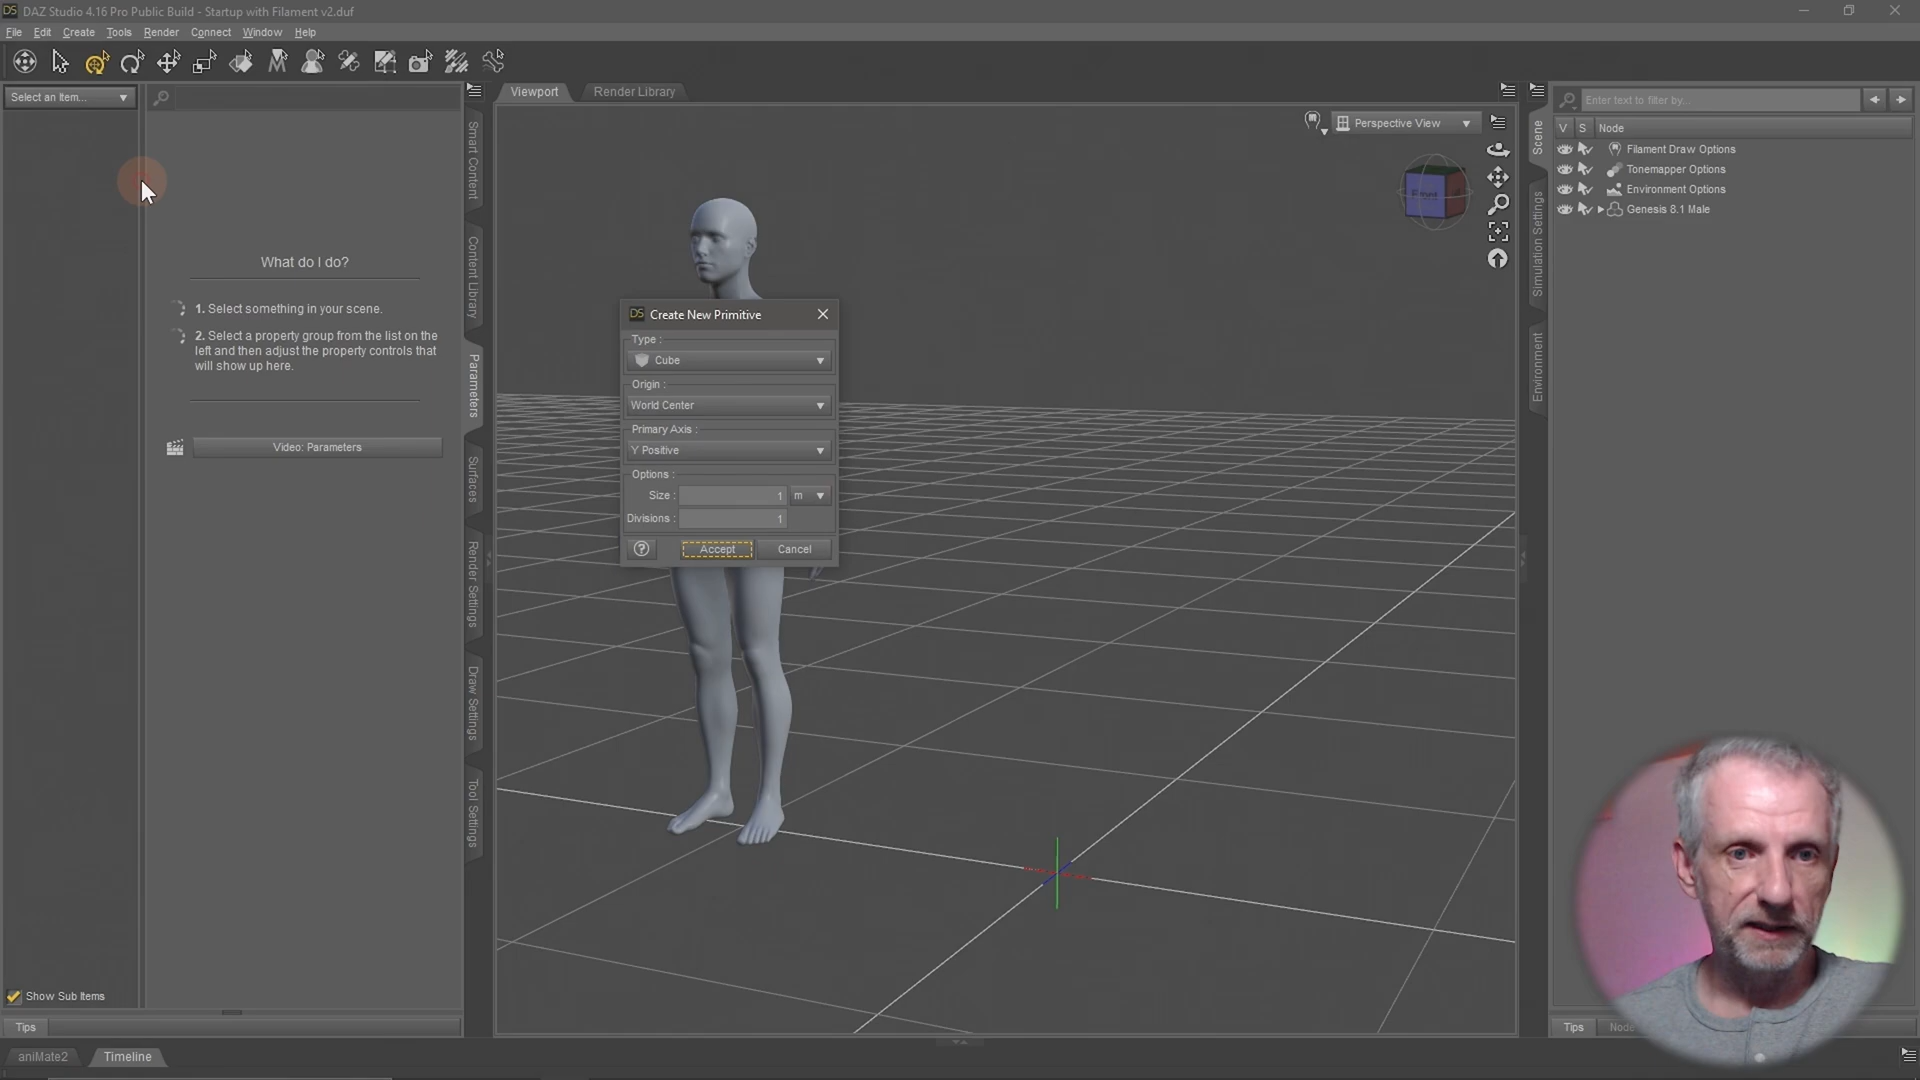 DS DAZ Studio 4.16 Pro Public Build - Startup with Filament v2.duf
File Edit Create Tools Render Connect Window Help
Select an Item...
Smart Content
Content Library
Parameters
Surfaces
Render Settings
Draw Settings
Tool Settings
What do I do?
1. Select something in your scene.
2. Select a property group from the list on the
left and then adjust the property controls that
will show up here.
Video: Parameters
Show Sub Items
Tips
aniMate2 Timeline
Viewport Render Library
Perspective View
DS Create New Primitive
Type :
Cube
Origin :
World Center
Primary Axis :
Y Positive
Options :
Size : 1 m
Divisions : 1
? Accept Cancel
Scene
Simulation Settings
Environment
Enter text to filter by...
V S Node
Filament Draw Options
Tonemapper Options
Environment Options
Genesis 8.1 Male
Tips Node